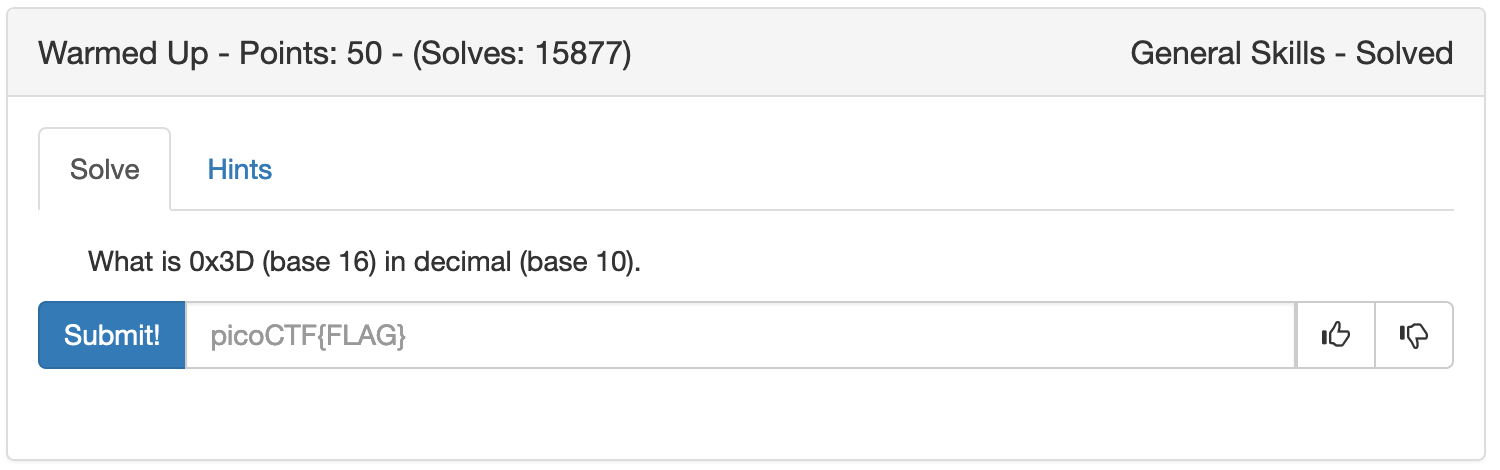 Warmed Up - Points: 50 - (Solves: 15877) General Skills - Solved
Solve Hints
What is 0x3D (base 16) in decimal (base 10).
Submit! picoCTF{FLAG}